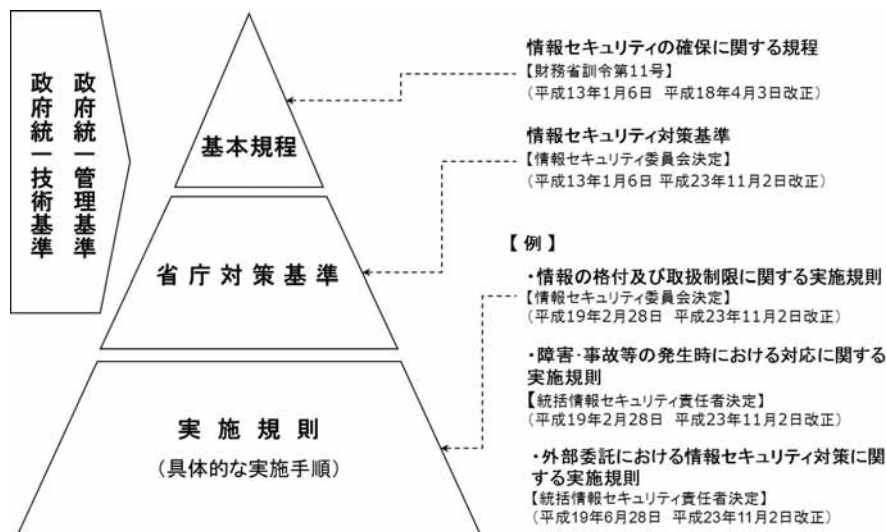 政府統一管理基準
政府統一技術基準
基本規程
省庁対策基準
実施規則
(具体的な実施手順)
情報セキュリティの確保に関する規程
【財務省訓令第11号】
(平成13年1月6日 平成18年4月3日改正)
情報セキュリティ対策基準
【情報セキュリティ委員会決定】
(平成13年1月6日 平成23年11月2日改正)
【例】
・情報の格付及び取扱制限に関する実施規則
【情報セキュリティ委員会決定】
(平成19年2月28日 平成23年11月2日改正)
・障害・事故等の発生時における対応に関する
実施規則
【統括情報セキュリティ責任者決定】
(平成19年2月28日 平成23年11月2日改正)
・外部委託における情報セキュリティ対策に関
する実施規則
【統括情報セキュリティ責任者決定】
(平成19年6月28日 平成23年11月2日改正)